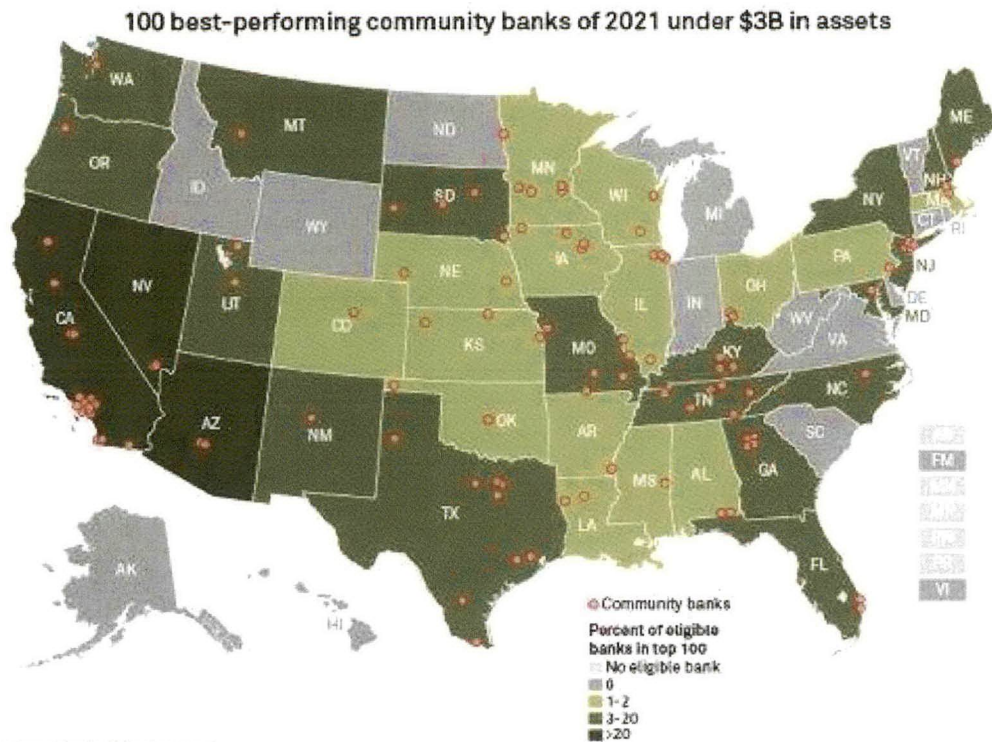 100 best-performing community banks of 2021 under $3B in assets
WA
MT
ND
MN
ME
OR
ID
SD
WI
VT
NH
NY
MA
WY
MI
CT
RI
NE
IA
PA
NJ
NV
UT
IL
IN
OH
DE
MD
CA
CO
KS
MO
WV
VA
KY
NC
AZ
NM
OK
AR
TN
SC
MS
AL
GA
FM
TX
LA
FL
VI
AK
HI
Community banks
Percent of eligible
banks in top 100
No eligible bank
0
1-2
3-20
>20